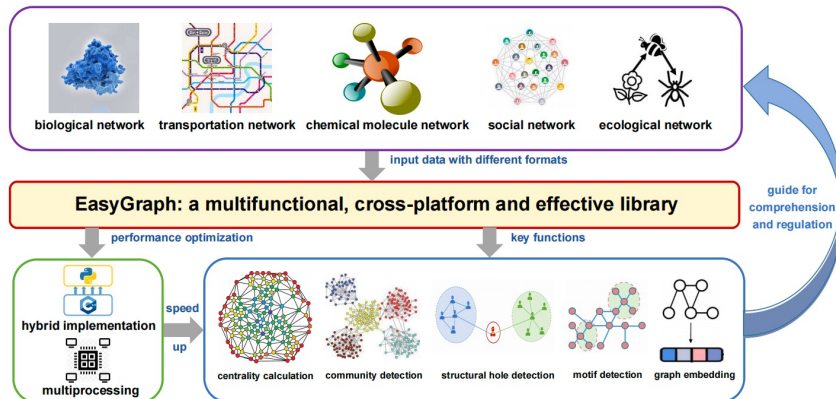 biological network
transportation network
chemical molecule network
social network
ecological network
input data with different formats
EasyGraph: a multifunctional, cross-platform and effective library
guide for
comprehension
and regulation
performance optimization
key functions
hybrid implementation
multiprocessing
speed
up
centrality calculation
community detection
structural hole detection
motif detection
graph embedding